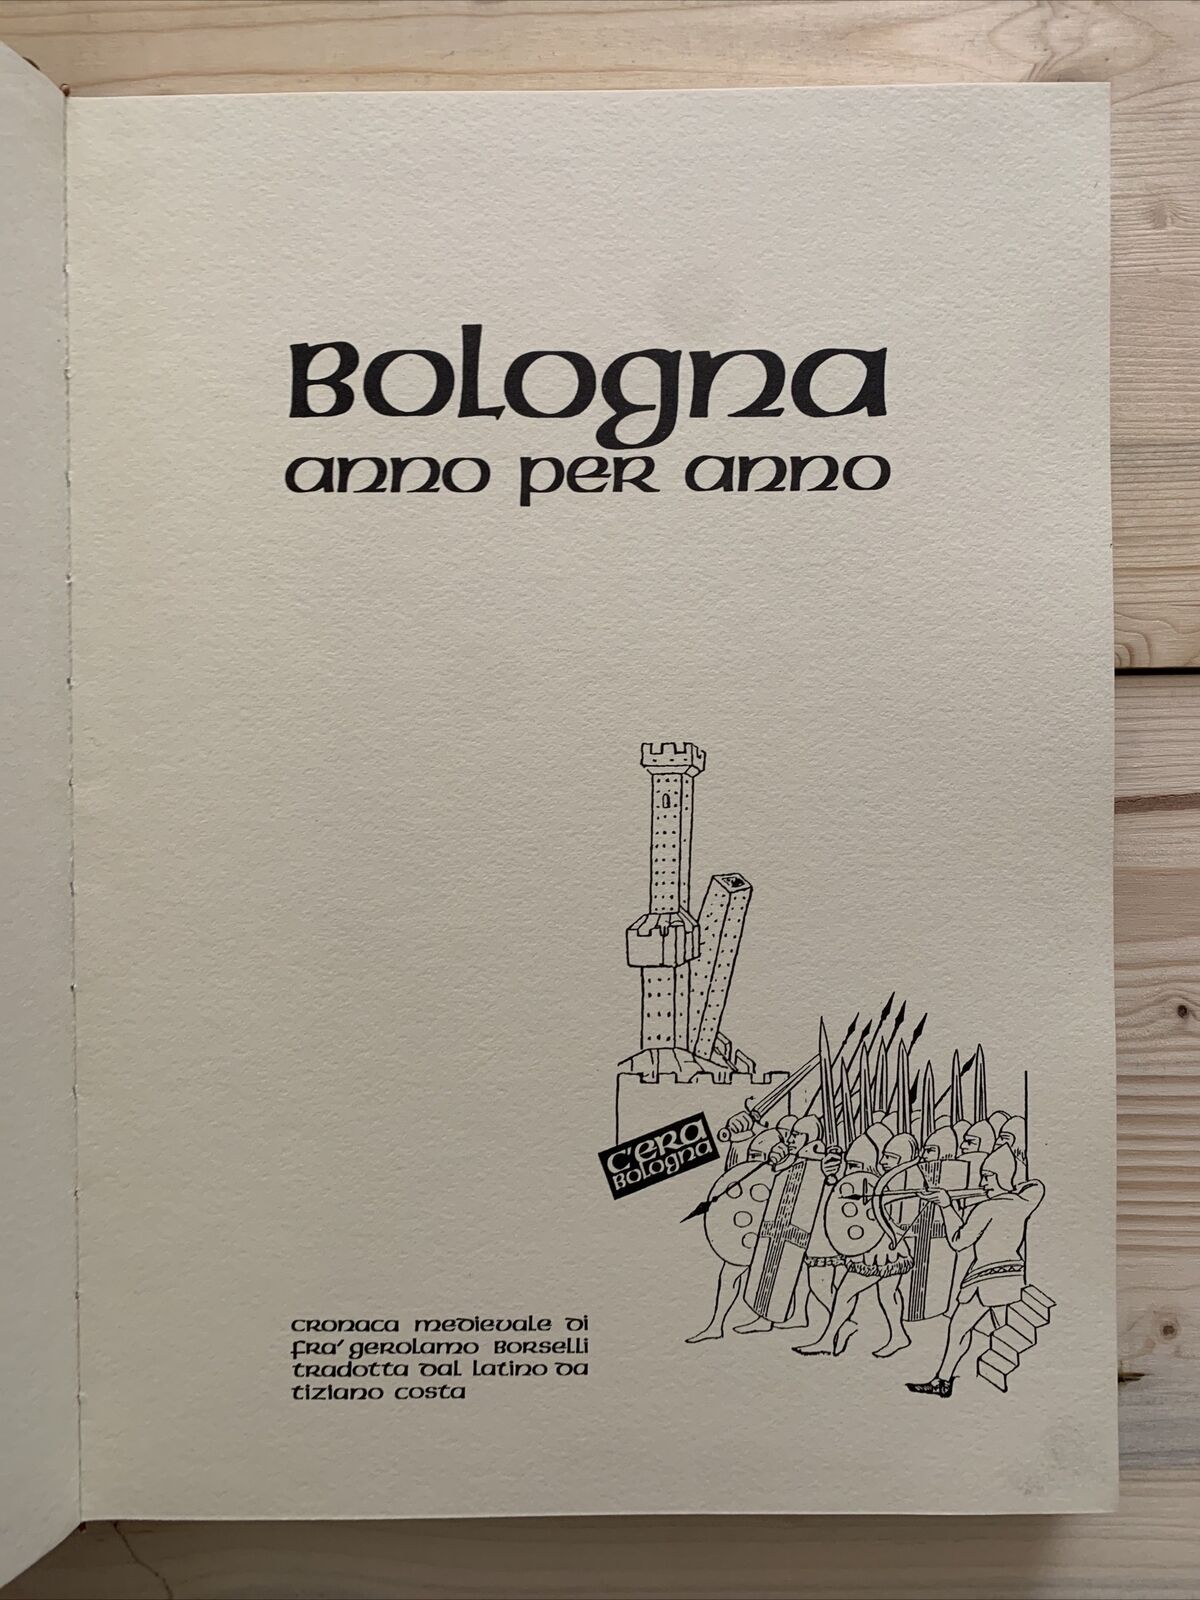 Bologna
anno per anno
C'era
Bologna
cronaca medievale di
fra' gerolamo Borselli
tradotta dal latino da
tiziano costa